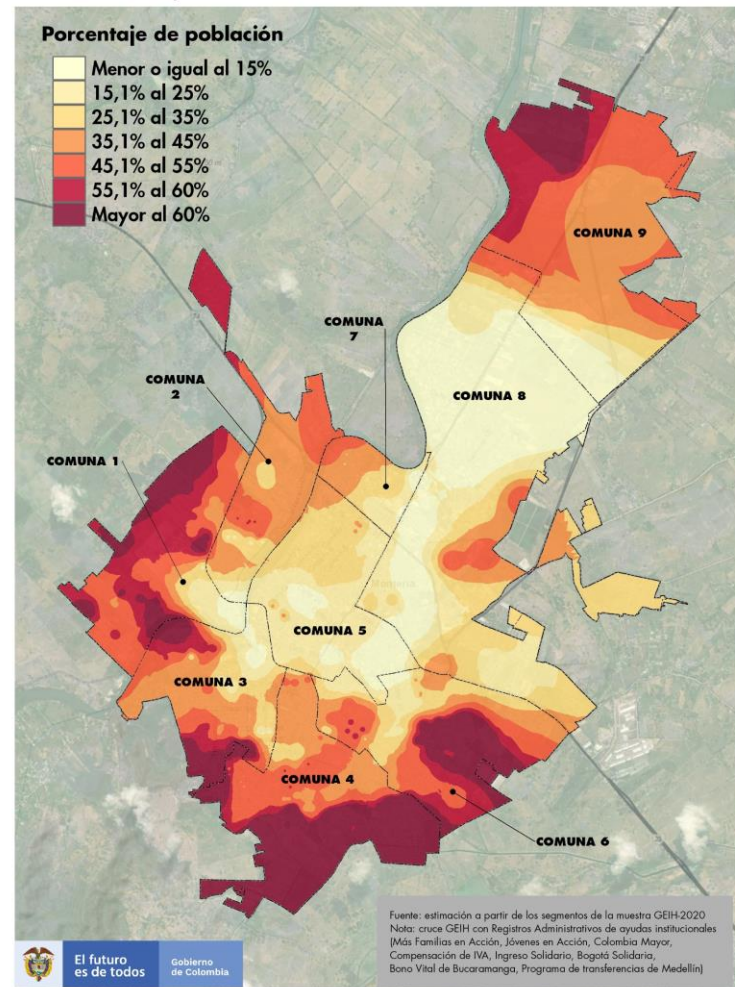 Porcentaje de población
Menor o igual al 15%
15,1% al 25%
25,1% al 35%
35,1% al 45%
45,1% al 55%
55,1% al 60%
Mayor al 60%
COMUNA 9
COMUNA
7
COMUNA
2
COMUNA 8
COMUNA 1
Montería
COMUNA 5
COMUNA 3
COMUNA 4
COMUNA 6
Fuente: estimación a partir de los segmentos de la muestra GEIH-2020
Nota: cruce GEIH con Registros Administrativos de ayudas institucionales
(Más Familias en Acción, Jóvenes en Acción, Colombia Mayor,
Compensación de IVA, Ingreso Solidario, Bogotá Solidaria,
Bono Vital de Bucaramanga, Programa de transferencias de Medellín)
El futuro
es de todos
Gobierno
de Colombia